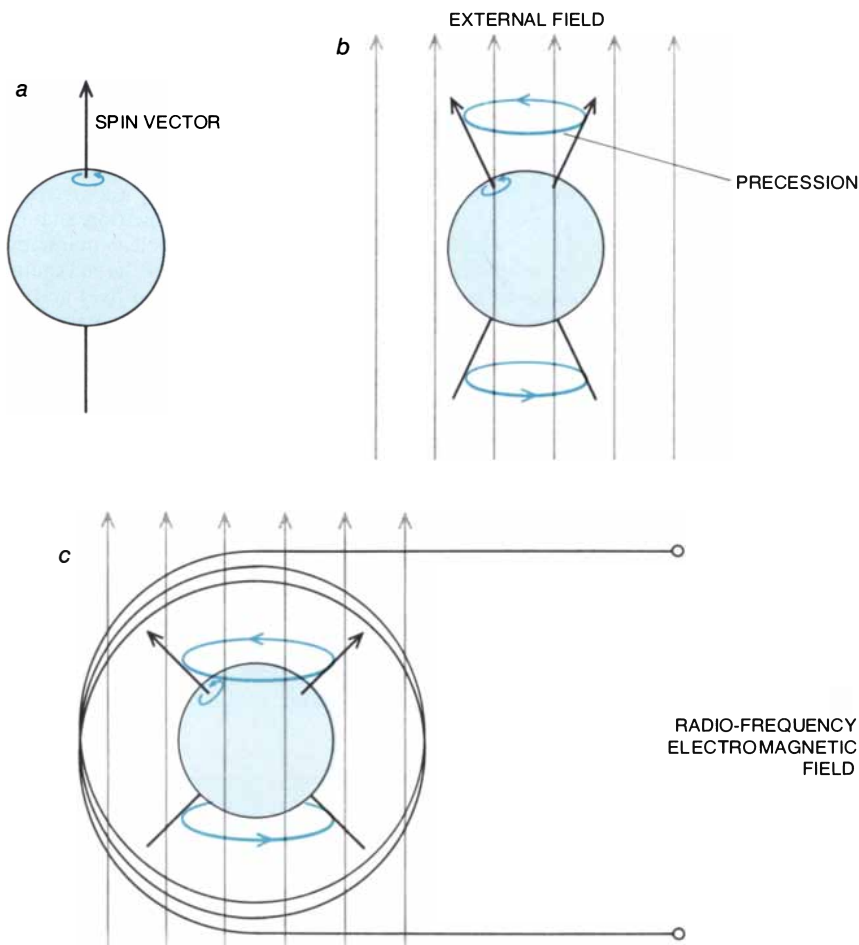 EXTERNAL FIELD
b
a
SPIN VECTOR
PRECESSION
c
RADIO-FREQUENCY
ELECTROMAGNETIC
FIELD